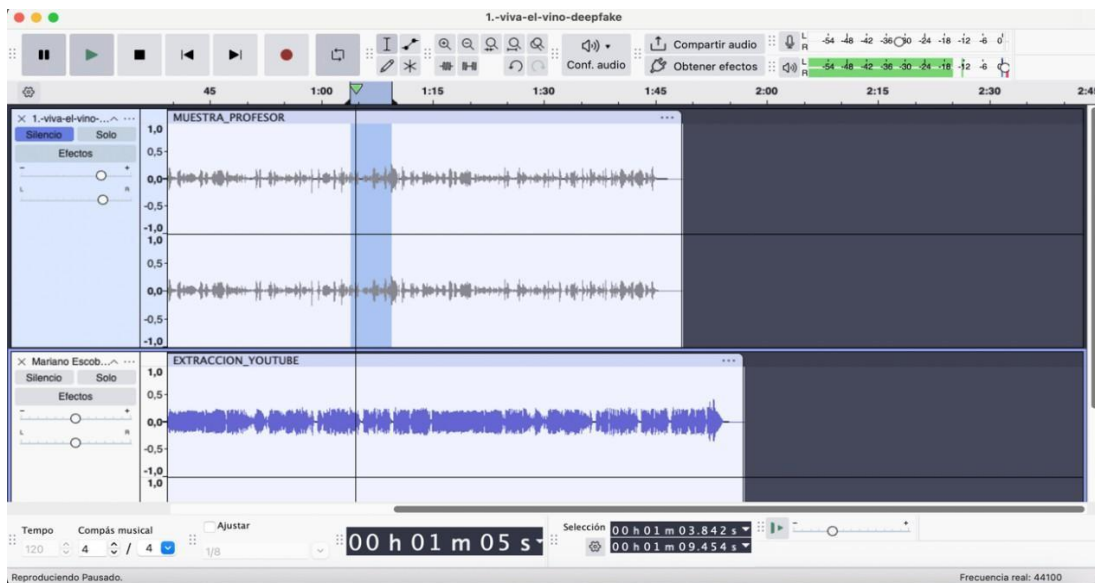 1.-viva-el-vino-deepfake
Conf. audio
Compartir audio
Obtener efectos
L
R
-54 -48 -42 -36 -30 -24 -18 -12 -6 0
L
R
-54 -48 -42 -36 -30 -24 -18 -12 -6
45 1:00 1:15 1:30 1:45 2:00 2:15 2:30
1.-viva-el-vino-...
Silencio Solo
Efectos
- +
L R
MUESTRA_PROFESOR
1,0
0,5
0,0
-0,5
-1,0
1,0
0,5
0,0
-0,5
-1,0
Mariano Escob...
Silencio Solo
Efectos
- +
L R
EXTRACCION_YOUTUBE
1,0
0,5
0,0
-0,5
-1,0
1,0
Tempo
120
Compás musical
4 / 4
Ajustar
1/8
00 h 01 m 05 s
Selección
00 h 01 m 03.842 s
00 h 01 m 09.454 s
- +
Reproduciendo Pausado.
Frecuencia real: 44100